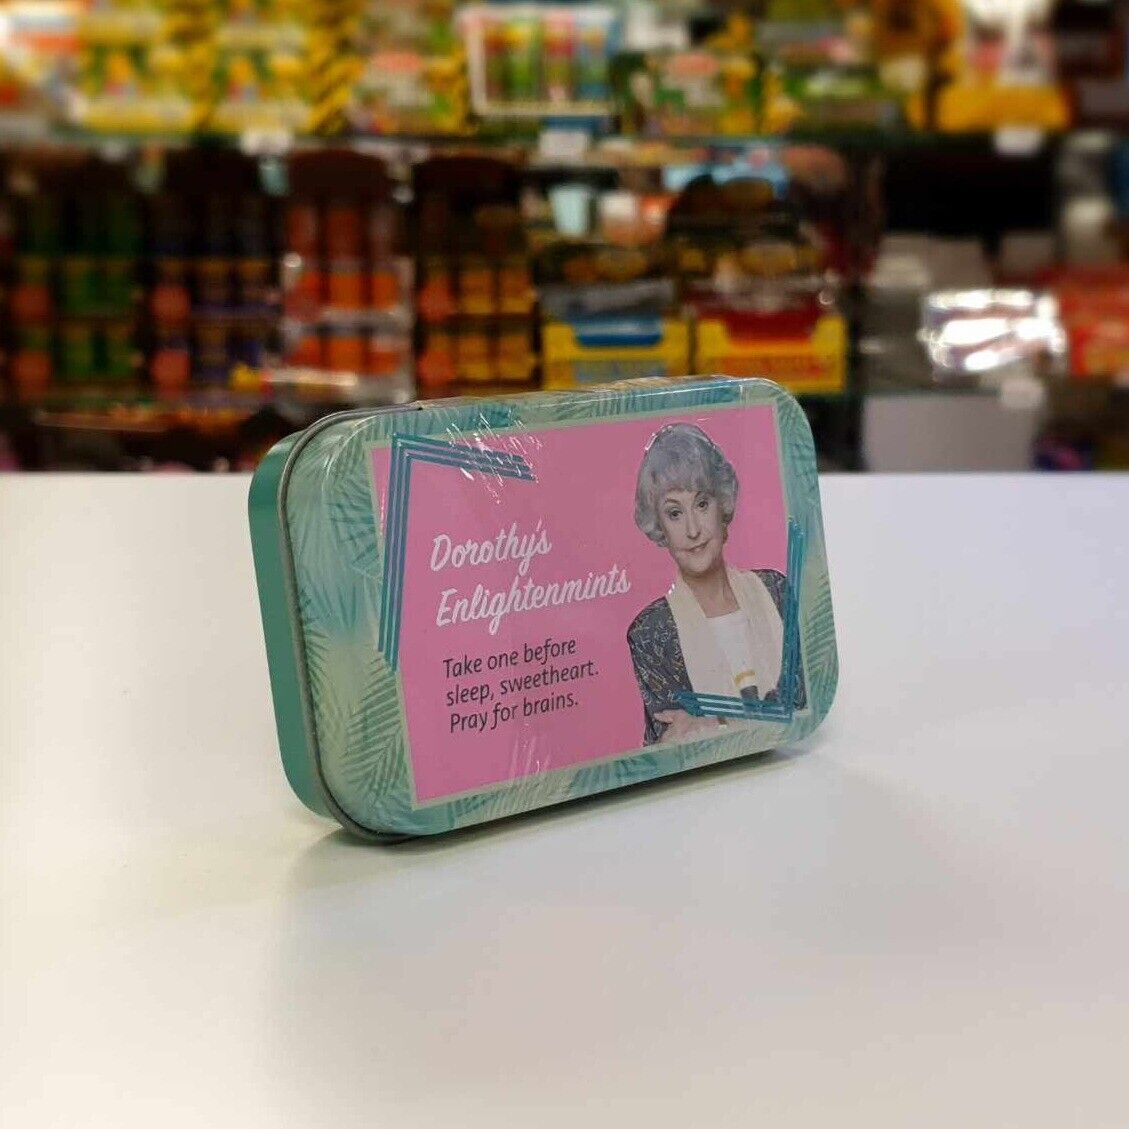 Dorothy's
Enlightenmints
Take one before
sleep, sweetheart.
Pray for brains.